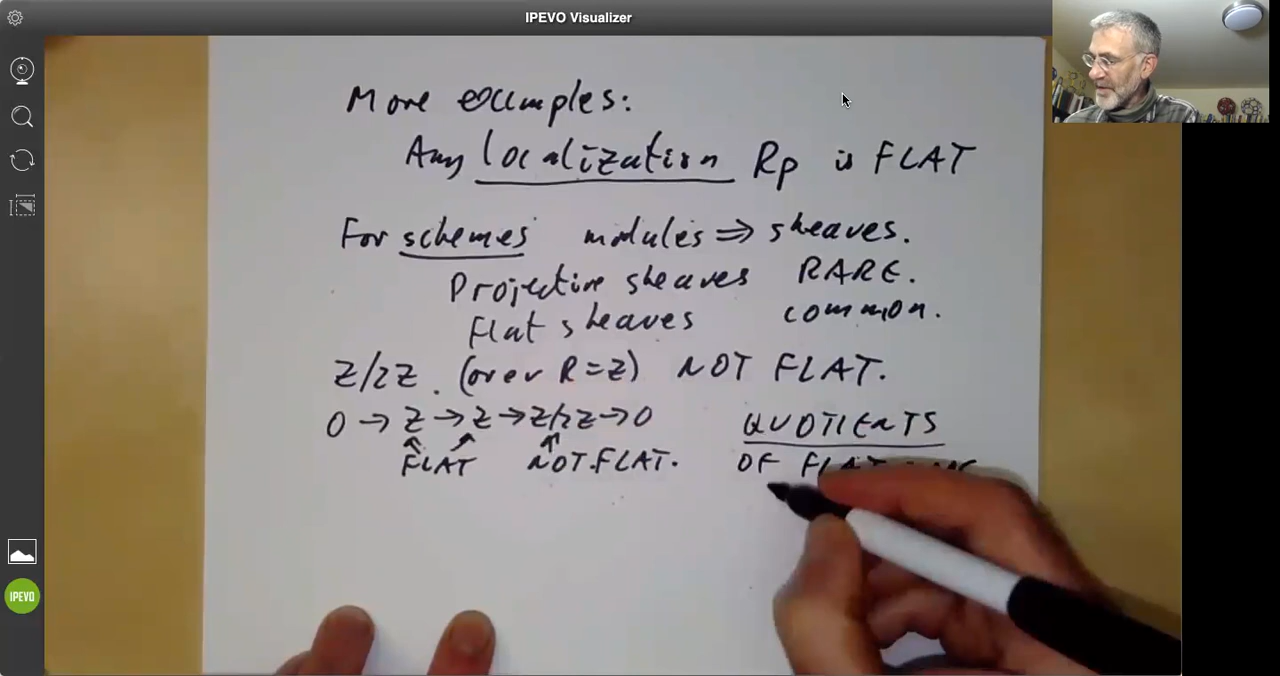 IPEVO Visualizer
More examples:
Any localization Rp is FLAT
For schemes modules ⇒ sheaves.
Projective sheaves RARE.
Flat sheaves common.
Z/2Z. (over R=Z) NOT FLAT.
0 → Z → Z → Z/2Z → 0
FLAT NOT FLAT.
QUOTIENTS
OF FLAT
IPEVO